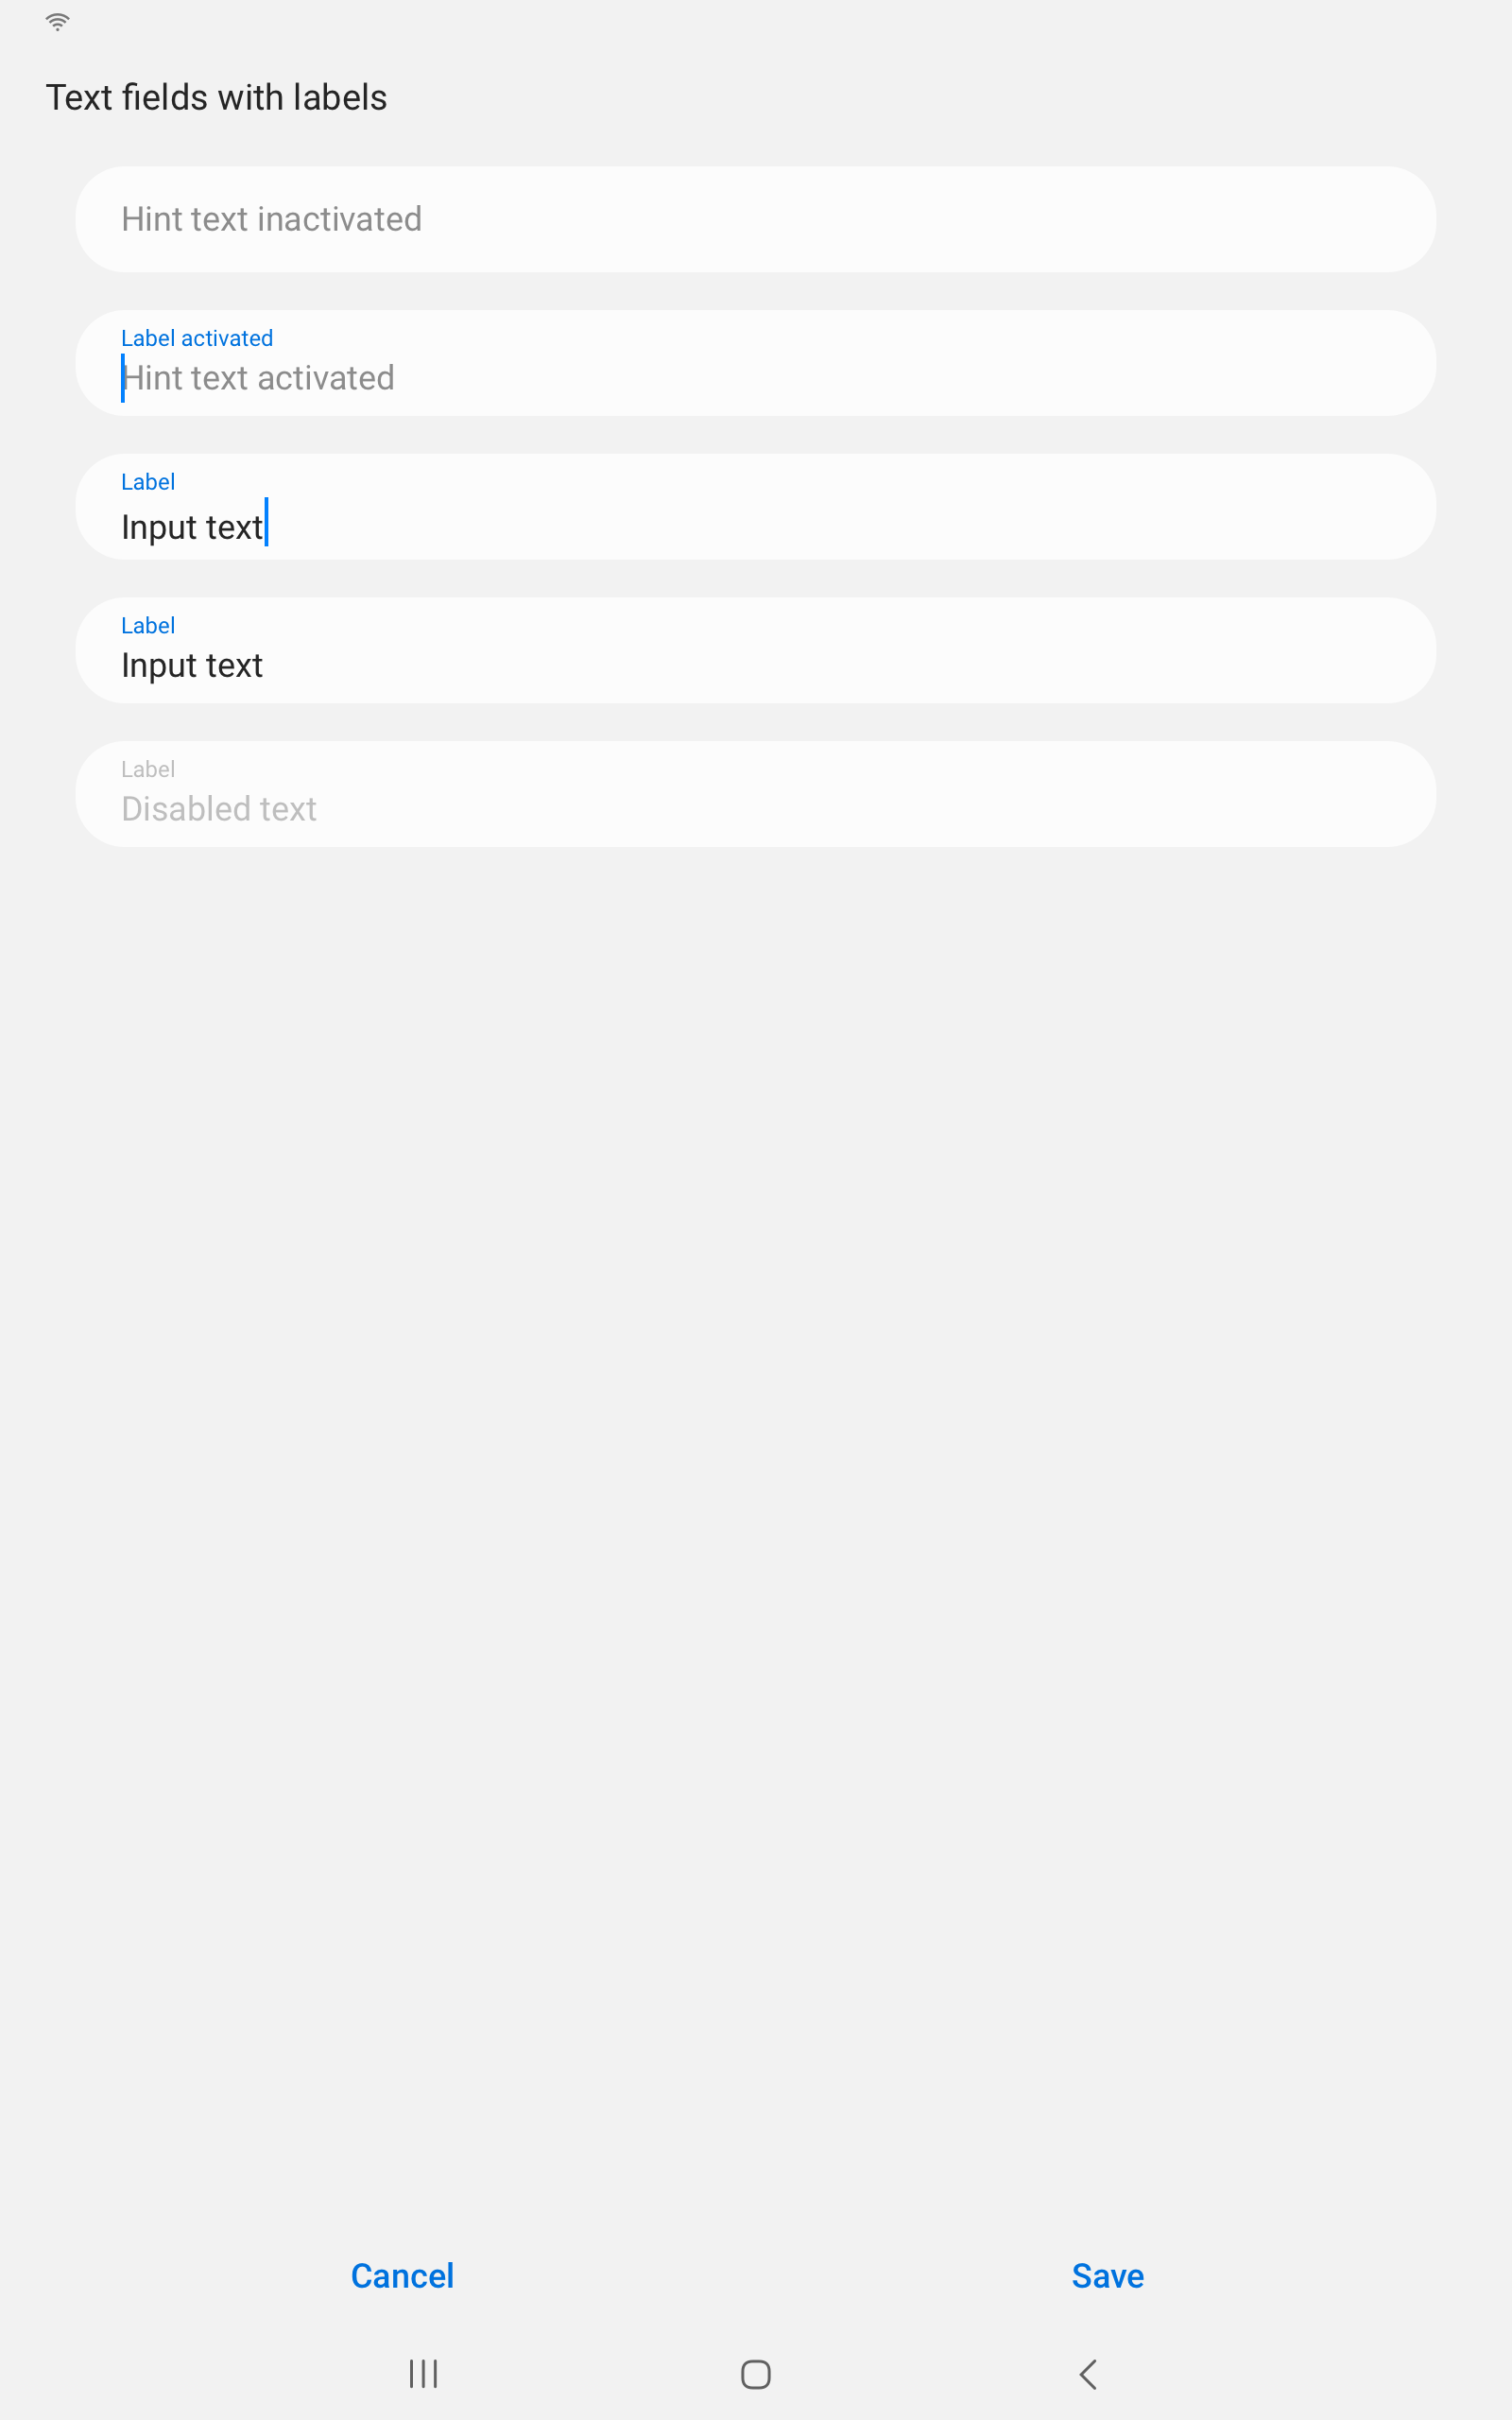 Text fields with labels
Hint text inactivated
Label activated
Hint text activated
Label
Input text
Label
Input text
Label
Disabled text
Cancel
Save